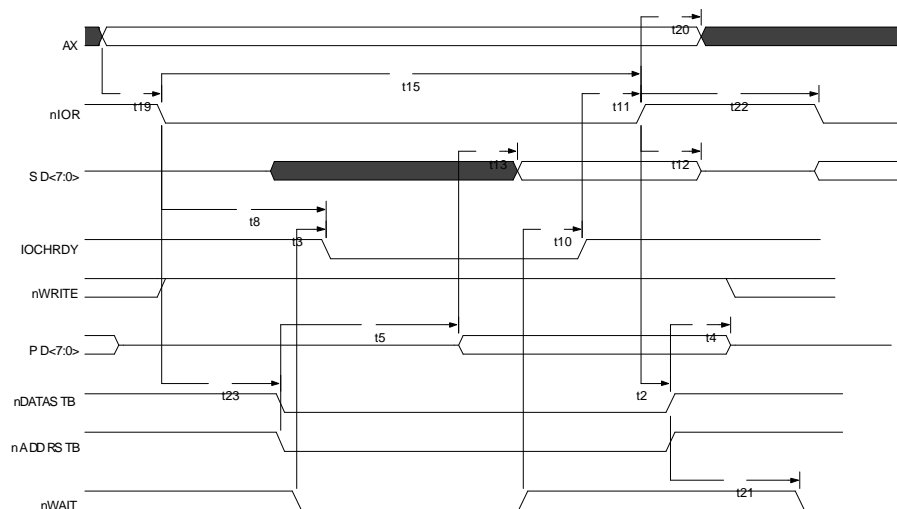 t20
AX
t15
t19
t11
t22
nIOR
t13
t12
SD<7:0>
t8
t3
t10
IOCHRDY
nWRITE
t5
t4
PD<7:0>
t23
t2
nDATASTB
nADDRSTB
t21
nWAIT